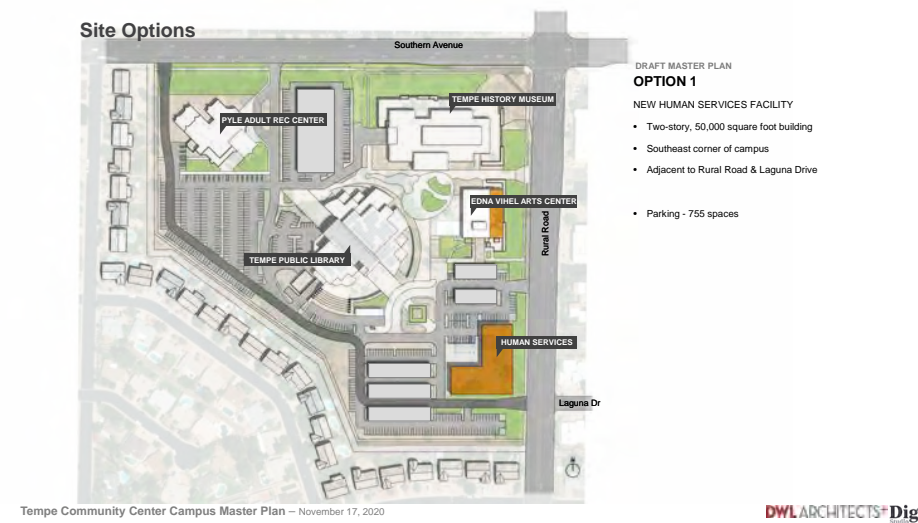 Site Options
Southern Avenue
DRAFT MASTER PLAN
OPTION 1
NEW HUMAN SERVICES FACILITY
• Two-story, 50,000 square foot building
• Southeast corner of campus
• Adjacent to Rural Road & Laguna Drive
• Parking - 755 spaces
TEMPE HISTORY MUSEUM
PYLE ADULT REC CENTER
EDNA VIHEL ARTS CENTER
Rural Road
TEMPE PUBLIC LIBRARY
HUMAN SERVICES
Laguna Dr
Tempe Community Center Campus Master Plan – November 17, 2020
DWL ARCHITECTS+ Dig
Studio